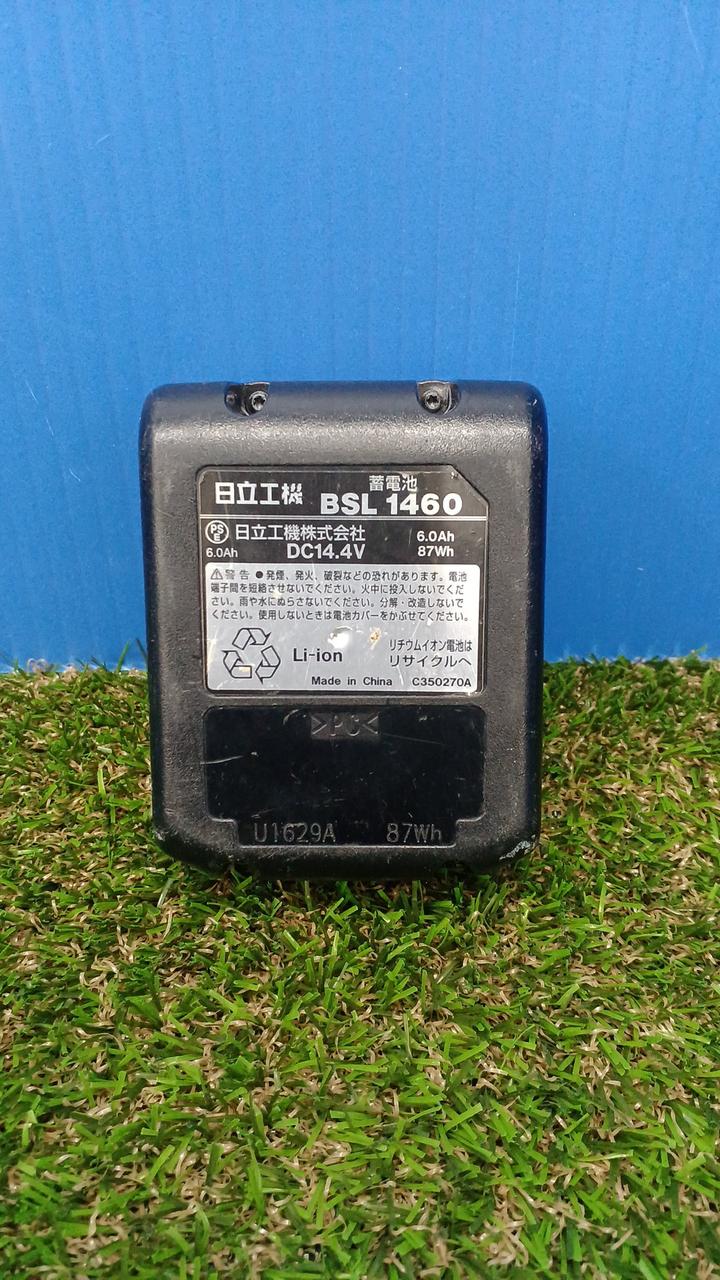 日立工機 蓄電池 BSL 1460
PSE 日立工機株式会社 6.0Ah
6.0Ah DC14.4V 87Wh
⚠警告 ●発煙、発火、破裂などの恐れがあります。電池
端子間を短絡させないでください。火中に投入しないでくだ
さい。雨や水にぬらさないでください。分解・改造しないで
ください。使用しないときは電池カバーをかぶせてください。
Li-ion リチウムイオン電池は
リサイクルへ
Made in China C350270A
>PC<
U1629A 87Wh